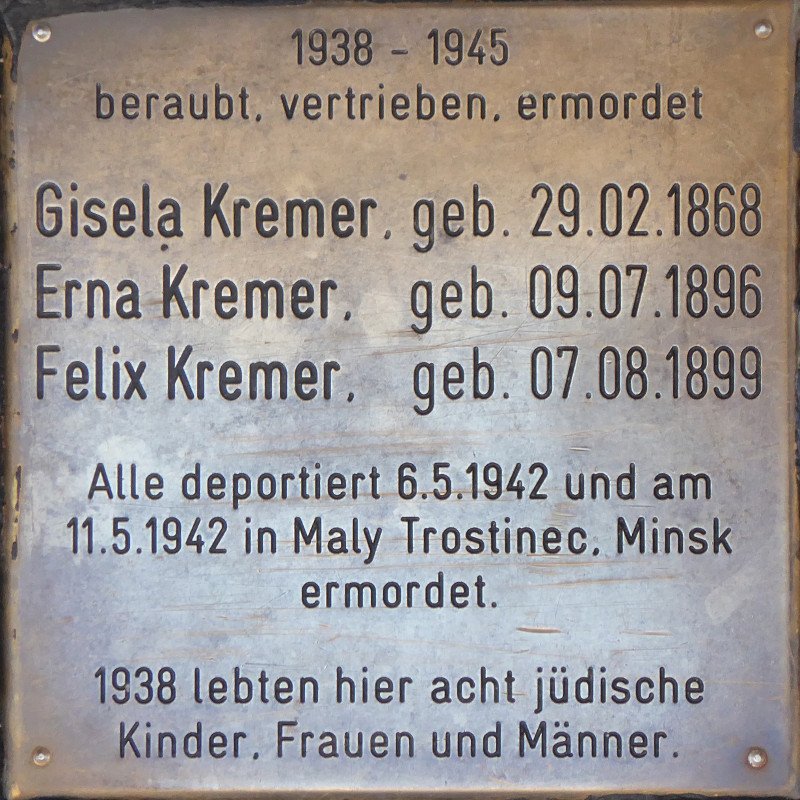 1938 - 1945
beraubt, vertrieben, ermordet
Gisela Kremer, geb. 29.02.1868
Erna Kremer, geb. 09.07.1896
Felix Kremer, geb. 07.08.1899
Alle deportiert 6.5.1942 und am
11.5.1942 in Maly Trostinec, Minsk
ermordet.
1938 lebten hier acht jüdische
Kinder, Frauen und Männer.